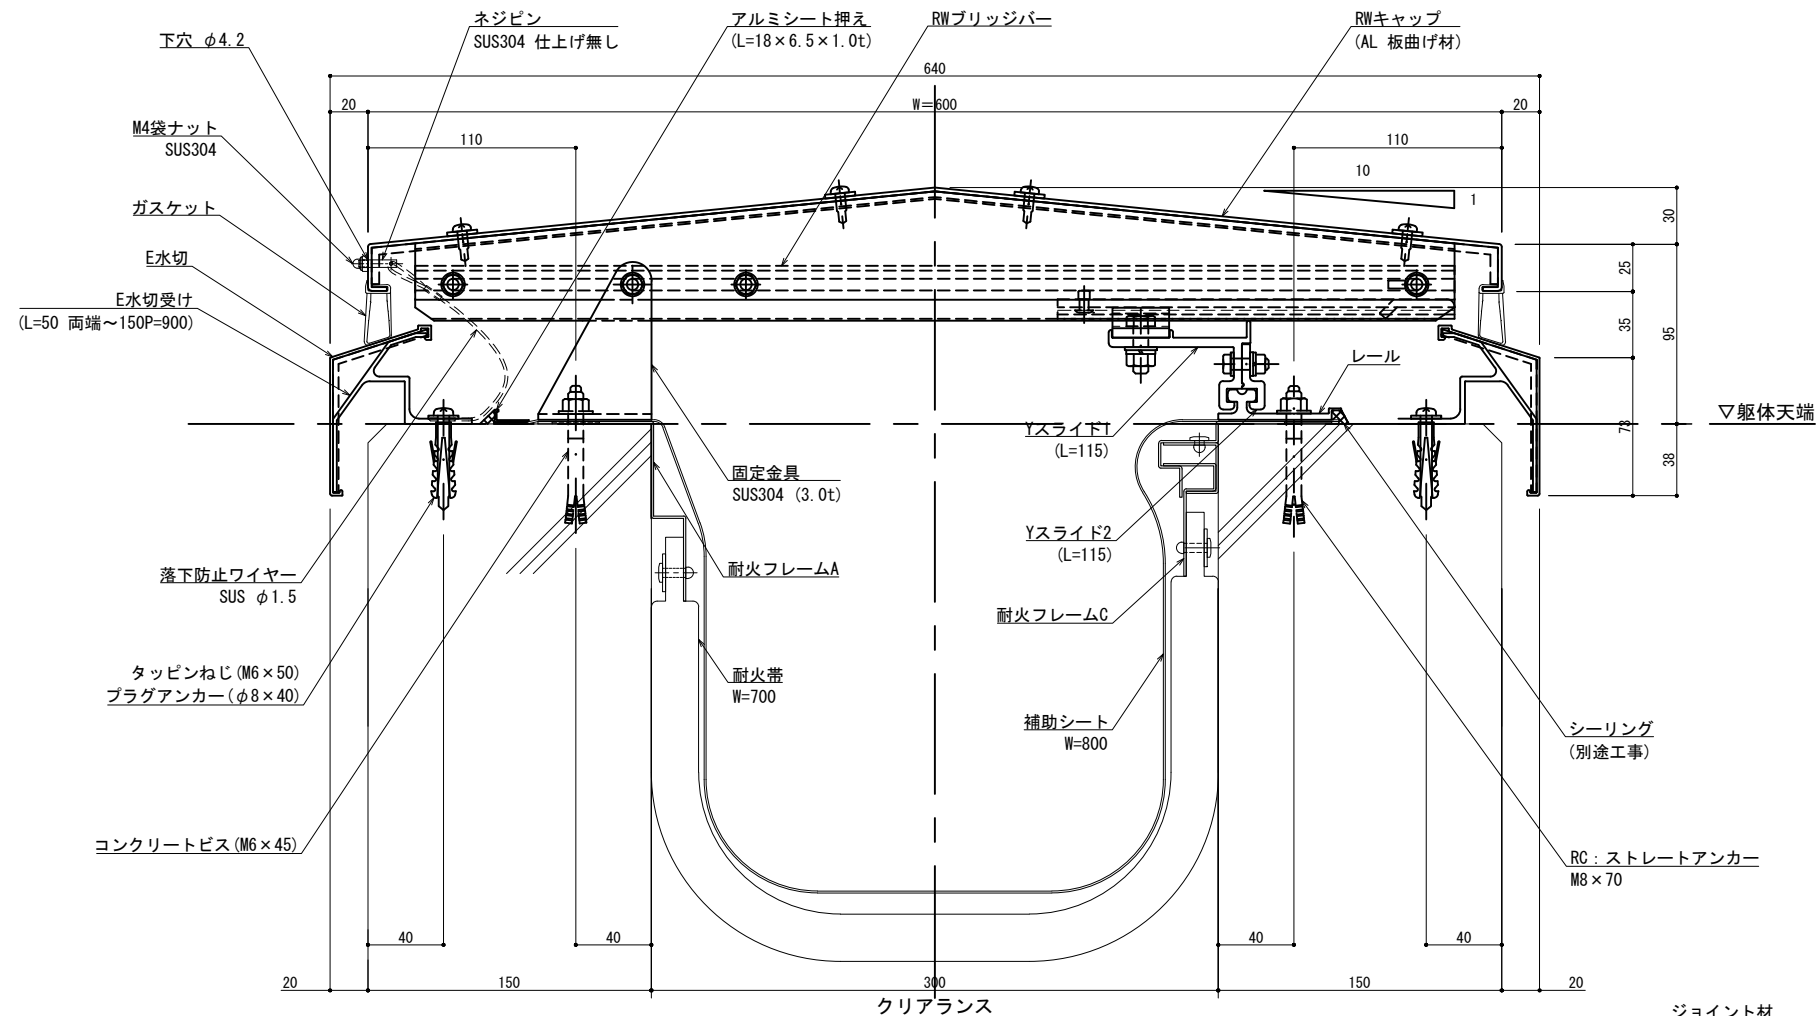 ネジピン
SUS304 仕上げ無し
アルミシート押え
(L=18×6.5×1.0t)
RWブリッジバー
RWキャップ
(AL 板曲げ材)
下穴 φ4.2
640
20
W=600
20
M4袋ナット
SUS304
110
110
10
1
ガスケット
30
E水切
25
E水切受け
(L=50 両端～150P=900)
35
95
レール
▽躯体天端
Yスライド1
(L=115)
73
38
固定金具
SUS304 (3.0t)
Yスライド2
(L=115)
落下防止ワイヤー
SUS φ1.5
耐火フレームA
耐火フレームC
タッピンねじ(M6×50)
プラグアンカー(φ8×40)
耐火帯
W=700
補助シート
W=800
シーリング
(別途工事)
コンクリートビス(M6×45)
RC：ストレートアンカー
M8×70
40
40
40
40
20
150
300
150
20
クリアランス
ジョイント材